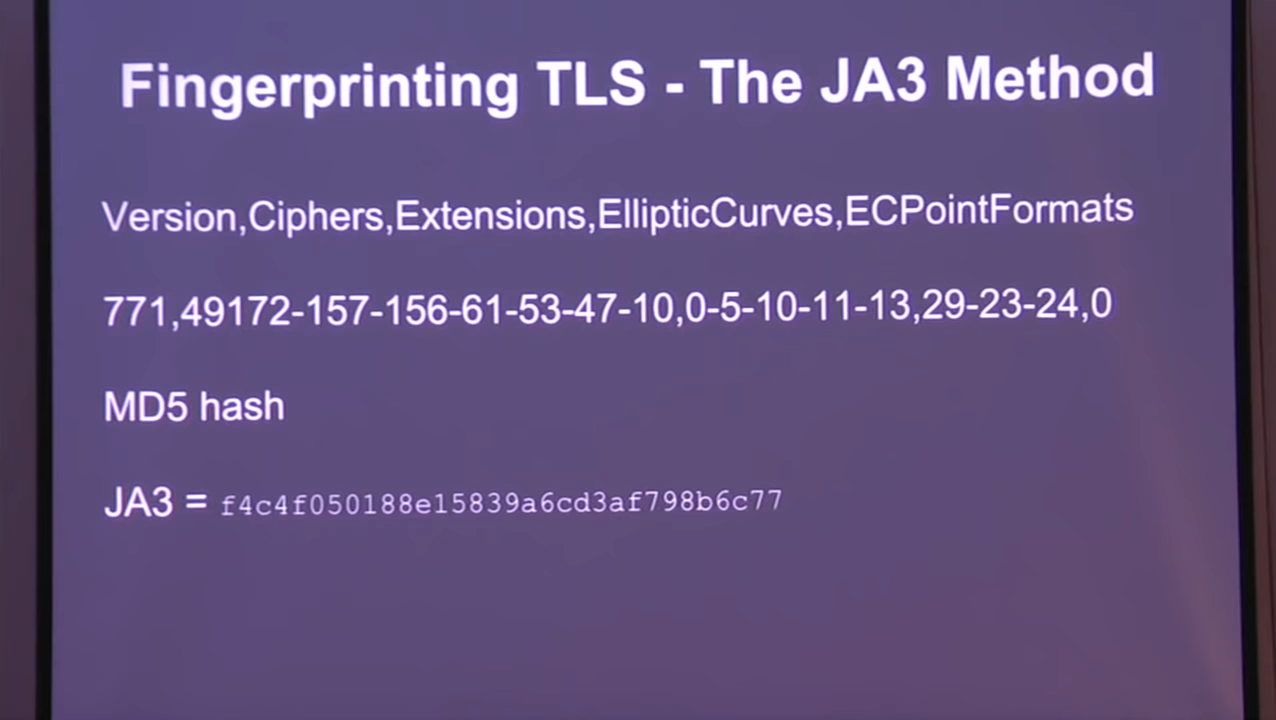 Fingerprinting TLS - The JA3 Method
Version,Ciphers,Extensions,EllipticCurves,ECPointFormats
771,49172-157-156-61-53-47-10,0-5-10-11-13,29-23-24,0
MD5 hash
JA3 = f4c4f050188e15839a6cd3af798b6c77